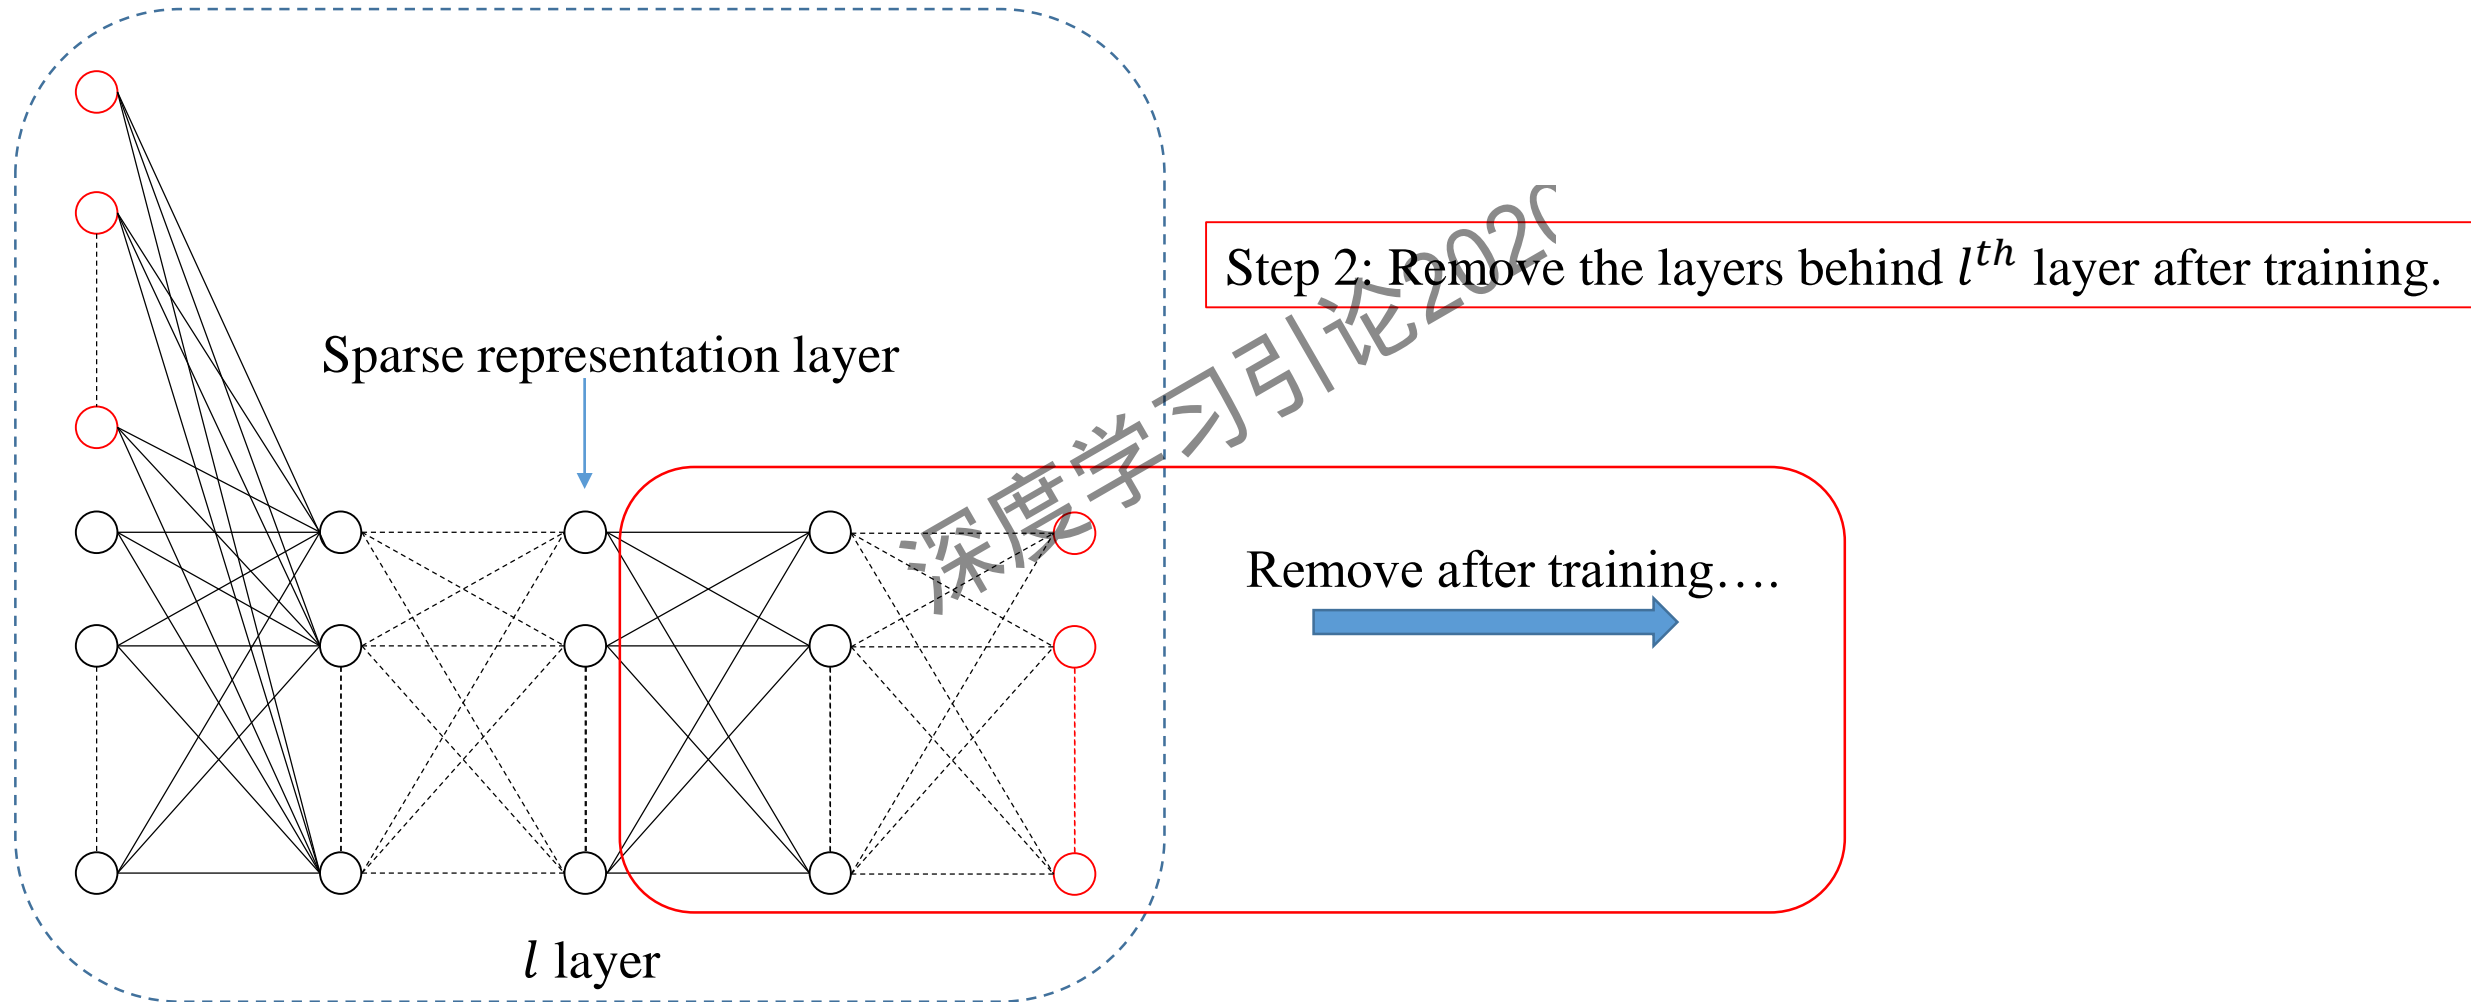 Step 2: Remove the layers behind l^{th} layer after training.
Sparse representation layer
深度学习引论202
Remove after training….
l layer